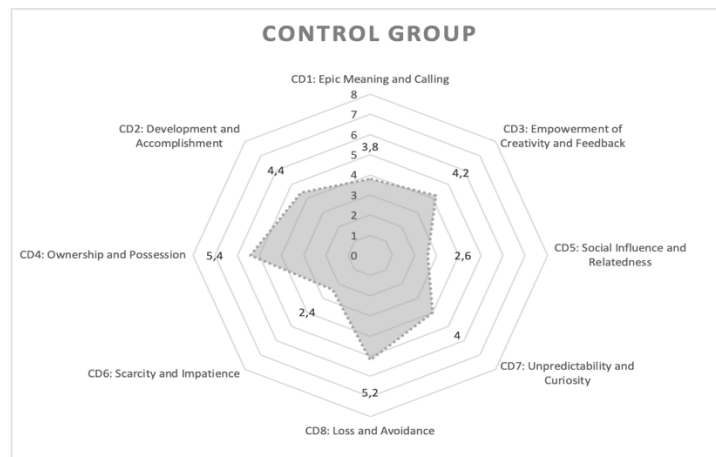 CONTROL GROUP
CD1: Epic Meaning and Calling
8
7
6
5
4
3
2
1
0
3,8
CD3: Empowerment of
Creativity and Feedback
4,2
CD5: Social Influence and
Relatedness
2,6
CD7: Unpredictability and
Curiosity
4
CD8: Loss and Avoidance
5,2
CD6: Scarcity and Impatience
2,4
CD4: Ownership and Possession
5,4
CD2: Development and
Accomplishment
4,4